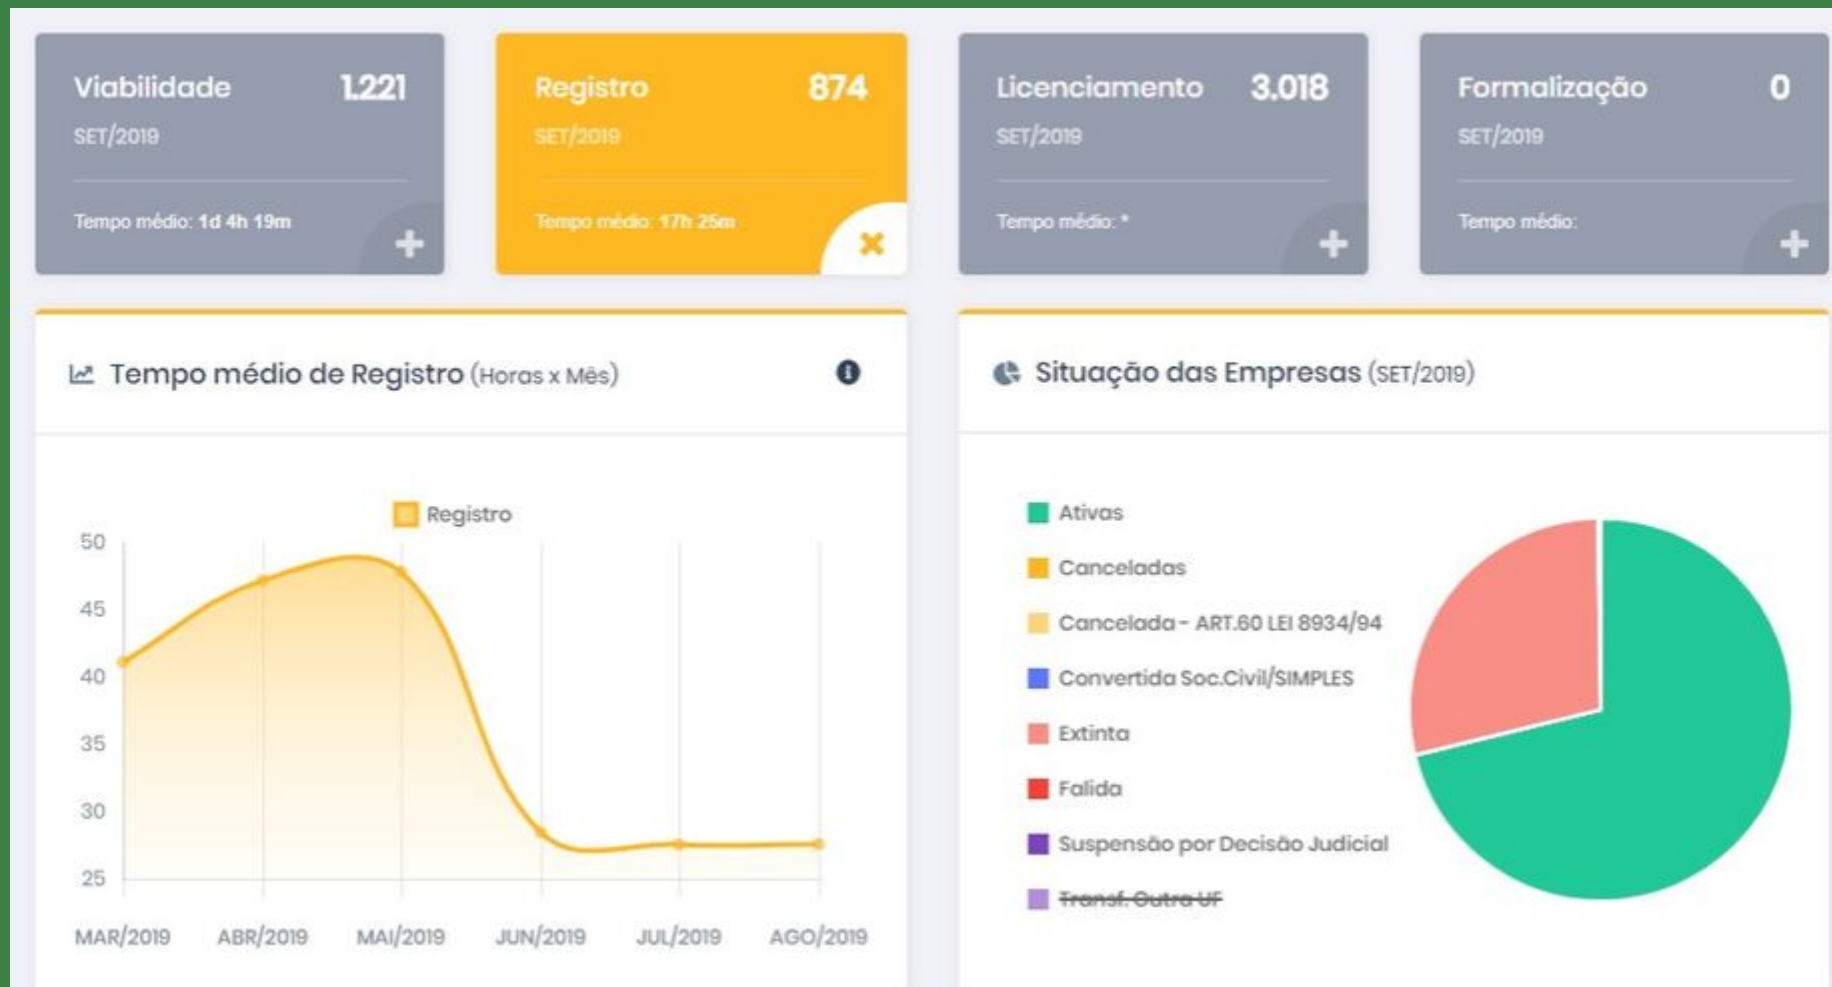 Viabilidade 1.221
SET/2019
Tempo médio: 1d 4h 19m
Registro 874
SET/2019
Tempo médio: 17h 25m
Licenciamento 3.018
SET/2019
Tempo médio: *
Formalização 0
SET/2019
Tempo médio:
Tempo médio de Registro (Horas x Mês)
Registro
50
45
40
35
30
25
MAR/2019 ABR/2019 MAI/2019 JUN/2019 JUL/2019 AGO/2019
Situação das Empresas (SET/2019)
Ativas
Canceladas
Cancelada - ART.60 LEI 8934/94
Convertida Soc.Civil/SIMPLES
Extinta
Falida
Suspensão por Decisão Judicial
Transf. Outra UF